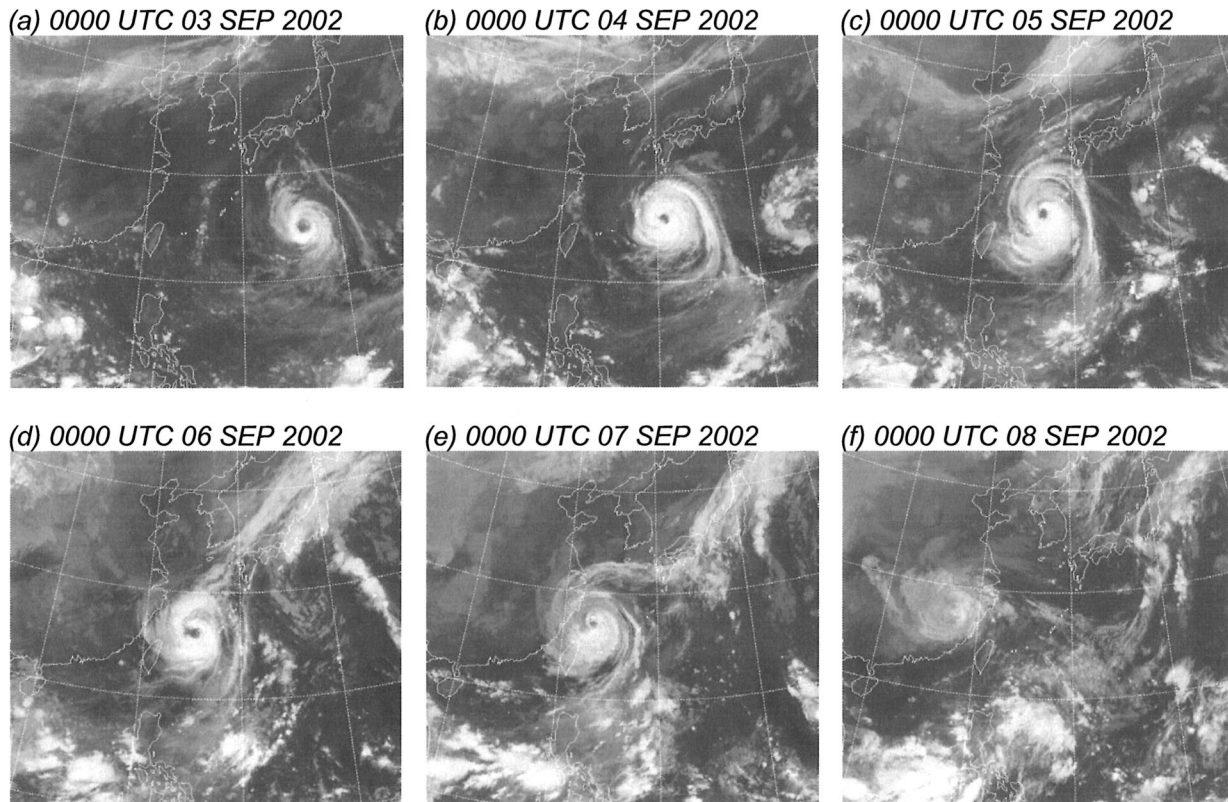 (a) 0000 UTC 03 SEP 2002
(b) 0000 UTC 04 SEP 2002
(c) 0000 UTC 05 SEP 2002
(d) 0000 UTC 06 SEP 2002
(e) 0000 UTC 07 SEP 2002
(f) 0000 UTC 08 SEP 2002